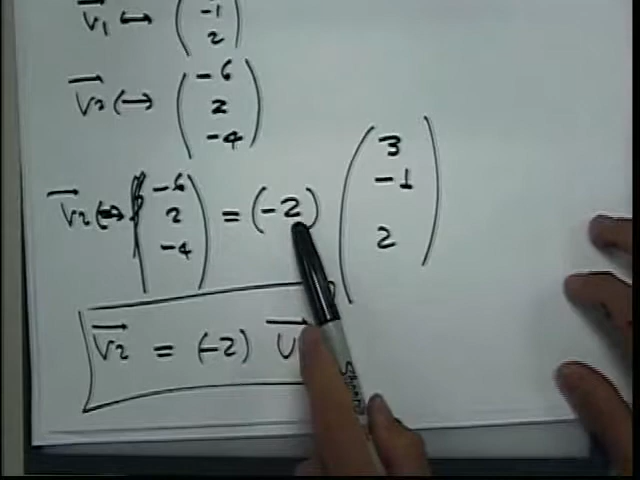 v₁ ↔ ( -1 2 )
v₂ ↔ ( -6 2 -4 )
v₂ ↔ ( -6 2 -4 ) = (-2) ( 3 -1 2 )
v₂ = (-2) v